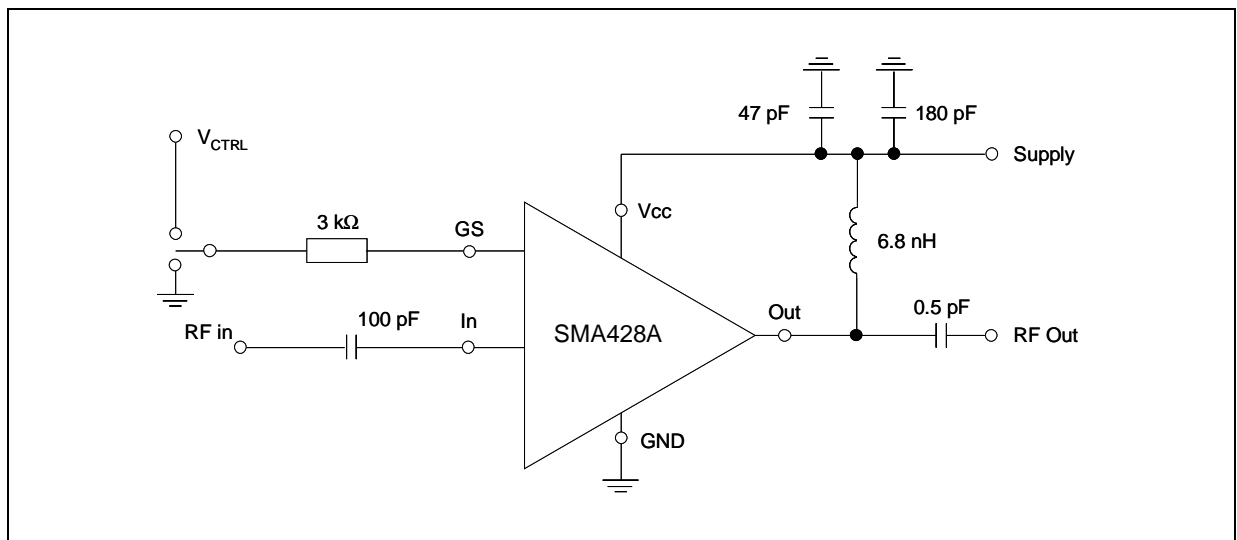 47 pF
180 pF
V_CTRL
Supply
3 kΩ
GS
Vcc
6.8 nH
RF in
100 pF
In
SMA428A
Out
0.5 pF
RF Out
GND